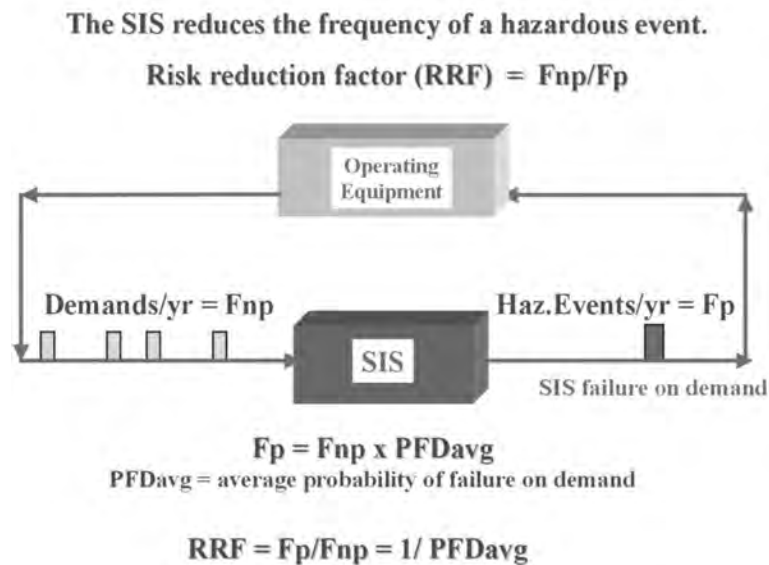 The SIS reduces the frequency of a hazardous event.
Risk reduction factor (RRF) = Fnp/Fp
Operating
Equipment
Demands/yr = Fnp
Haz.Events/yr = Fp
SIS
SIS failure on demand
Fp = Fnp x PFDavg
PFDavg = average probability of failure on demand
RRF = Fp/Fnp = 1/ PFDavg